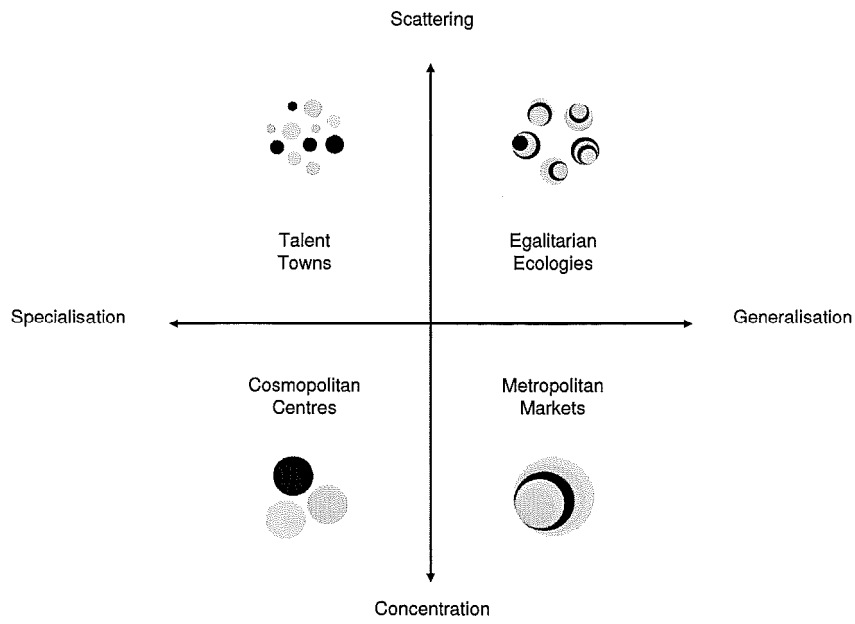 Scattering
Talent
Towns
Egalitarian
Ecologies
Specialisation
Generalisation
Cosmopolitan
Centres
Metropolitan
Markets
Concentration